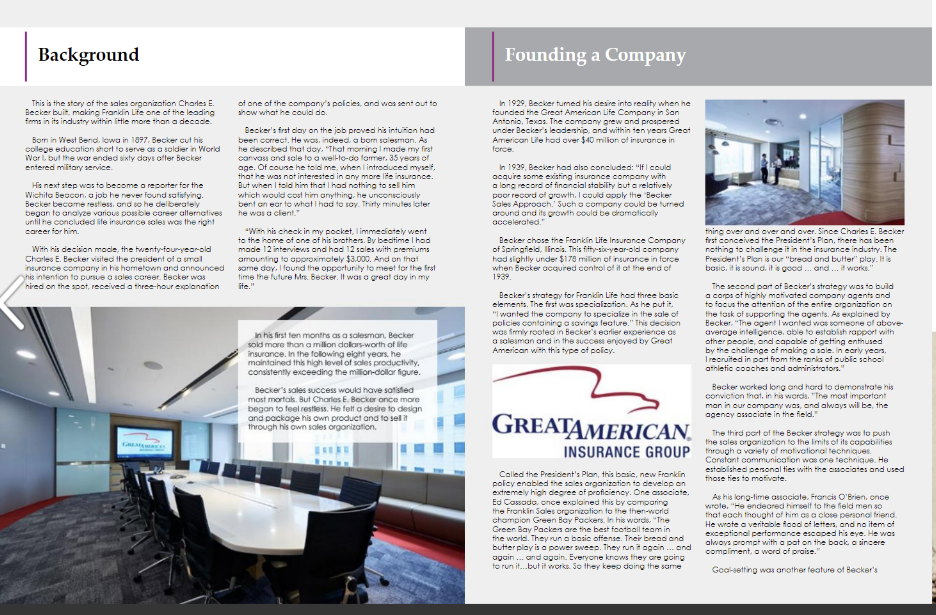 Background
This is the story of the sales organization Charles E.
Becker built, making Franklin Life one of the leading
firms in its industry within little more than a decade.
Born in West Bend, Iowa in 1897, Becker cut his
college education short to serve as a soldier in World
War I, but the war ended sixty days after Becker
entered military service.
His next step was to become a reporter for the
Wichita Beacon, a job he never found satisfying.
Becker became restless, and so he deliberately
began to analyze various possible career alternatives
until he concluded life insurance sales was the right
career for him.
With his decision made, the twenty-four-year-old
Charles E. Becker visited the president of a small
insurance company in his hometown and announced
his intention to pursue a sales career. Becker was
hired on the spot, received a three-hour explanation
of one of the company's policies, and was sent out to
show what he could do.
Becker's first day on the job proved his intuition had
been correct. He was, indeed, a born salesman. As
he described that day, "That morning I made my first
canvass and sale to a well-to-do farmer, 35 years of
age. Of course he told me, when I introduced myself,
that he was not interested in any more life insurance.
But when I told him that I had nothing to sell him
which would cost him anything, he unconsciously
bent an ear to what I had to say. Thirty minutes later
he was a client."
"With his check in my pocket, I immediately went
to the home of one of his brothers. By bedtime I had
made 12 interviews and had 12 sales with premiums
amounting to approximately $3,000. And on that
same day, I found the opportunity to meet for the first
time the future Mrs. Becker. It was a great day in my
life."
In his first ten months as a salesman, Becker
sold more than a million dollars-worth of life
insurance. In the following eight years, he
maintained this high level of sales productivity,
consistently exceeding the million-dollar figure.
Becker's sales success would have satisfied
most mortals. But Charles E. Becker once more
began to feel restless. He felt a desire to design
and package his own product and to sell it
through his own sales organization.
Founding a Company
In 1929, Becker turned his desire into reality when he
founded the Great American Life Company in San
Antonio, Texas. The company grew and prospered
under Becker's leadership, and within ten years Great
American Life had over $40 million of insurance in
force.
In 1939, Becker had also concluded: "If I could
acquire some existing insurance company with
a long record of financial stability but a relatively
poor record of growth, I could apply the 'Becker
Sales Approach.' Such a company could be turned
around and its growth could be dramatically
accelerated."
Becker chose the Franklin Life Insurance Company
of Springfield, Illinois. This fifty-six-year-old company
had slightly under $178 million of insurance in force
when Becker acquired control of it at the end of
1939.
Becker's strategy for Franklin Life had three basic
elements. The first was specialization. As he put it,
"I wanted the company to specialize in the sale of
policies containing a savings feature." This decision
was firmly rooted in Becker's earlier experience as
a salesman and in the success enjoyed by Great
American with this type of policy.
GREATAMERICAN.
INSURANCE GROUP
Called the President's Plan, this basic, new Franklin
policy enabled the sales organization to develop an
extremely high degree of proficiency. One associate,
Ed Cassada, once explained this by comparing
the Franklin Sales organization to the then-world
champion Green Bay Packers. In his words, "The
Green Bay Packers are the best football team in
the world. They run a basic offense. Their bread and
butter play is a power sweep. They run it again ... and
again ... and again. Everyone knows they are going
to run it...but it works. So they keep doing the same
thing over and over and over. Since Charles E. Becker
first conceived the President's Plan, there has been
nothing to challenge it in the insurance industry. The
President's Plan is our "bread and butter" play. It is
basic, it is sound, it is good ... and ... it works."
The second part of Becker's strategy was to build
a corps of highly motivated company agents and
to focus the attention of the entire organization on
the task of supporting the agents. As explained by
Becker, "The agent I wanted was someone of above-
average intelligence, able to establish rapport with
other people, and capable of getting enthused
by the challenge of making a sale. In early years,
I recruited in part from the ranks of public school
athletic coaches and administrators."
Becker worked long and hard to demonstrate his
conviction that, in his words, "The most important
man in our company was, and always will be, the
agency associate in the field."
The third part of the Becker strategy was to push
the sales organization to the limits of its capabilities
through a variety of motivational techniques.
Constant communication was one technique. He
established personal ties with the associates and used
those ties to motivate.
As his long-time associate, Francis O'Brien, once
wrote, "He endeared himself to the field men so
that each thought of him as a close personal friend.
He wrote a veritable flood of letters, and no item of
exceptional performance escaped his eye. He was
always prompt with a pat on the back, a sincere
compliment, a word of praise."
Goal-setting was another feature of Becker's